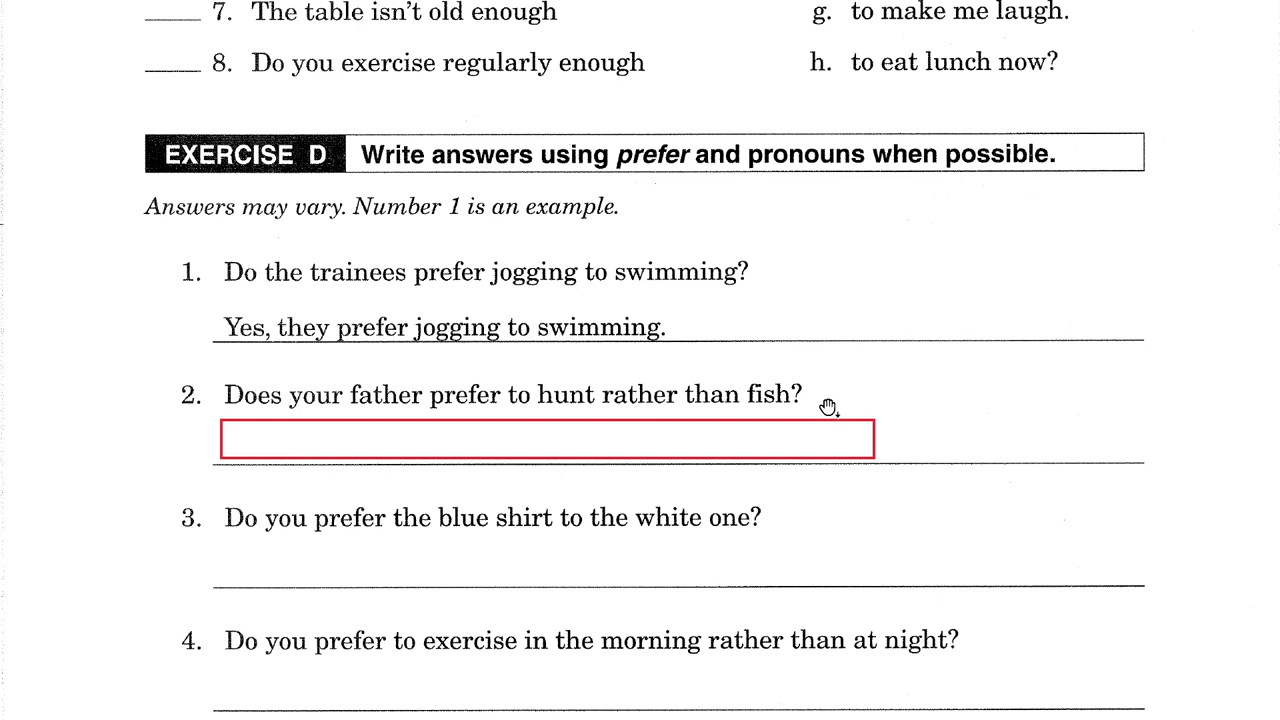 ____ 7. The table isn't old enough g. to make me laugh.
____ 8. Do you exercise regularly enough h. to eat lunch now?
EXERCISE D Write answers using prefer and pronouns when possible.
Answers may vary. Number 1 is an example.
1. Do the trainees prefer jogging to swimming?
Yes, they prefer jogging to swimming.
2. Does your father prefer to hunt rather than fish?
3. Do you prefer the blue shirt to the white one?
4. Do you prefer to exercise in the morning rather than at night?